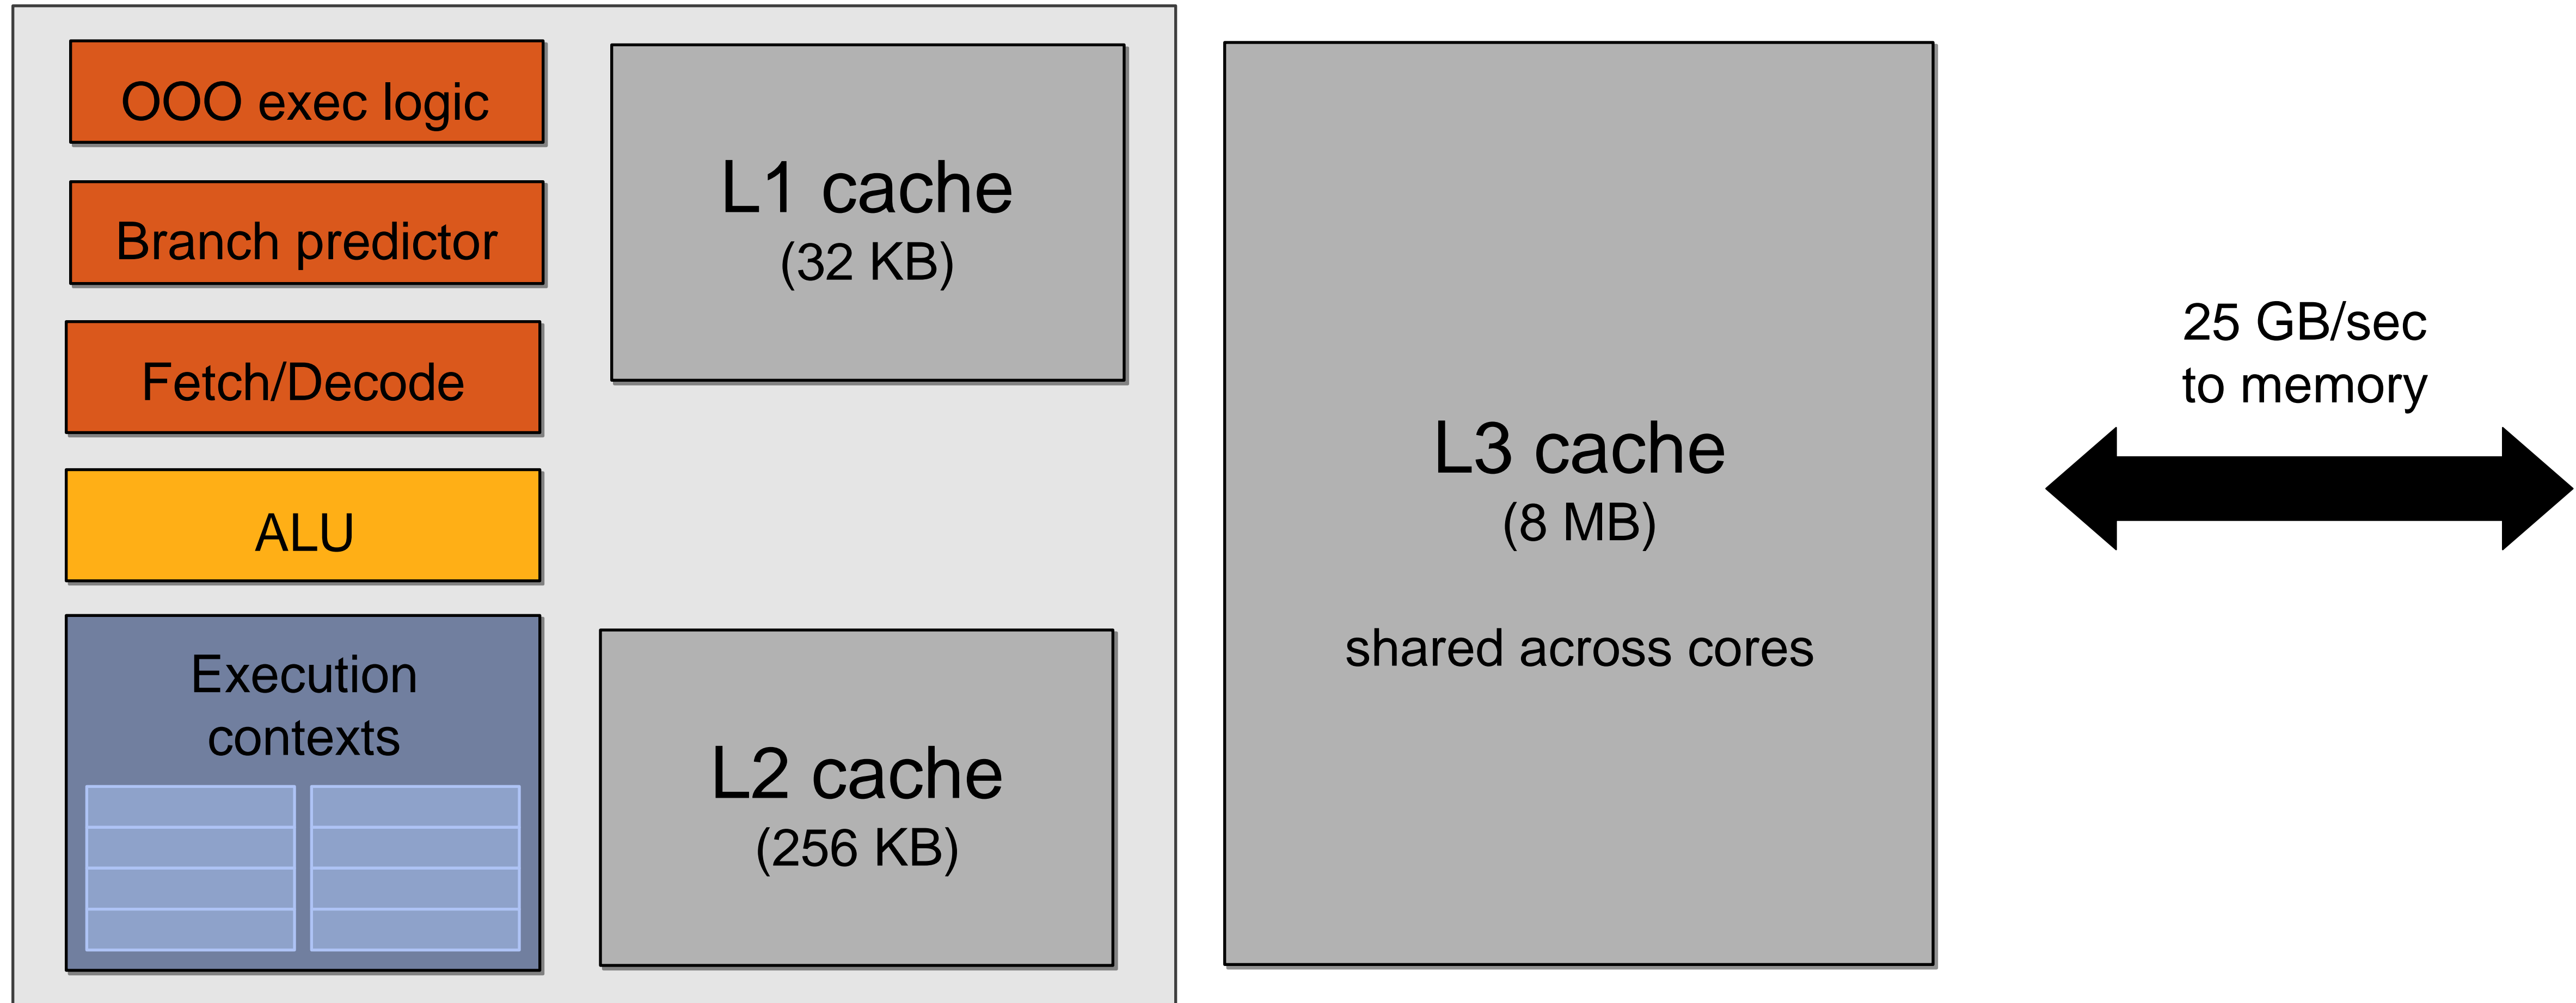 OOO exec logic
Branch predictor
Fetch/Decode
ALU
Execution
contexts
L1 cache
(32 KB)
L2 cache
(256 KB)
L3 cache
(8 MB)
shared across cores
25 GB/sec
to memory